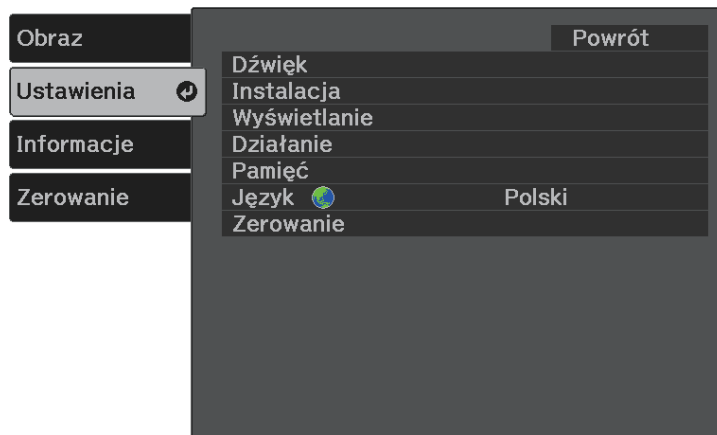 Obraz
Ustawienia
Informacje
Zerowanie
Powrót
Dźwięk
Instalacja
Wyświetlanie
Działanie
Pamięć
Język Polski
Zerowanie